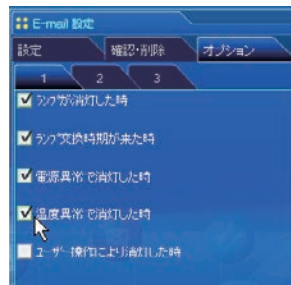 E-mail 設定
設定 確認・削除 オプション
1 2 3
ﾗﾝﾌﾟが消灯した時
ﾗﾝﾌﾟ交換時期が来た時
電源異常で消灯した時
温度異常で消灯した時
ユーザー操作により消灯した時